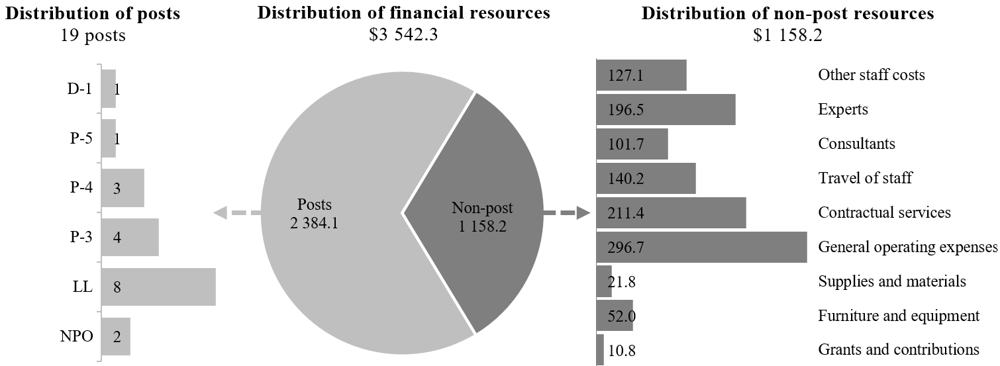 Distribution of posts
19 posts
D-1 1
P-5 1
P-4 3
P-3 4
LL 8
NPO 2
Distribution of financial resources
$3 542.3
Posts
2 384.1
Non-post
1 158.2
Distribution of non-post resources
$1 158.2
127.1 Other staff costs
196.5 Experts
101.7 Consultants
140.2 Travel of staff
211.4 Contractual services
296.7 General operating expenses
21.8 Supplies and materials
52.0 Furniture and equipment
10.8 Grants and contributions